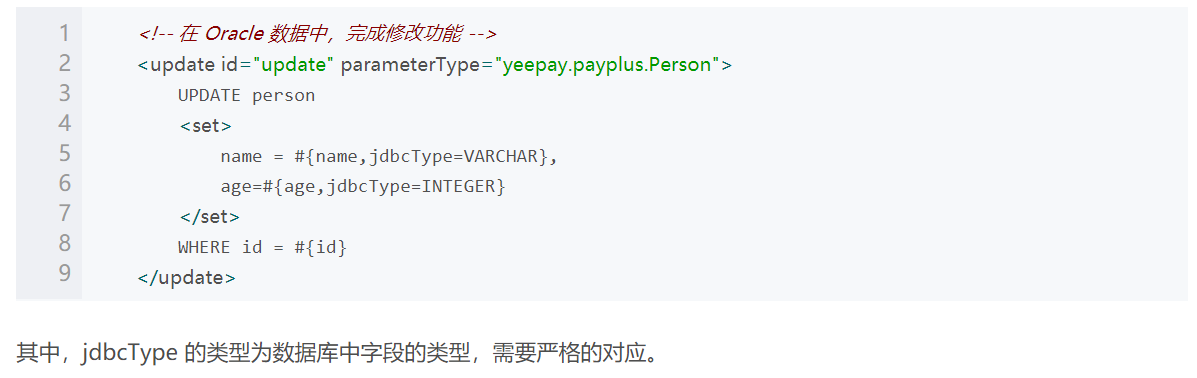 1 <!-- 在 Oracle 数据中，完成修改功能 -->
2 <update id="update" parameterType="yeepay.payplus.Person">
3 UPDATE person
4 <set>
5 name = #{name,jdbcType=VARCHAR},
6 age=#{age,jdbcType=INTEGER}
7 </set>
8 WHERE id = #{id}
9 </update>
其中，jdbcType 的类型为数据库中字段的类型，需要严格的对应。